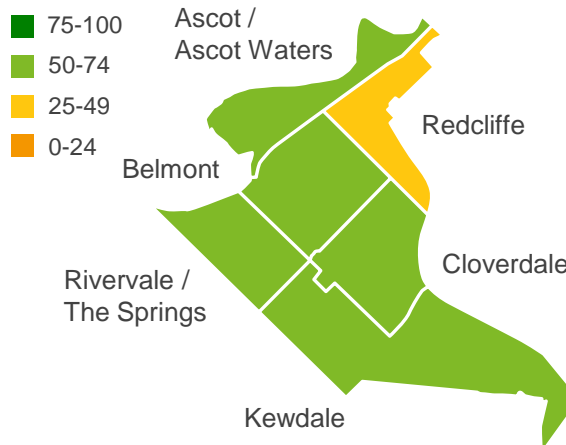 75-100
50-74
25-49
0-24
Ascot /
Ascot Waters
Redcliffe
Belmont
Cloverdale
Rivervale /
The Springs
Kewdale